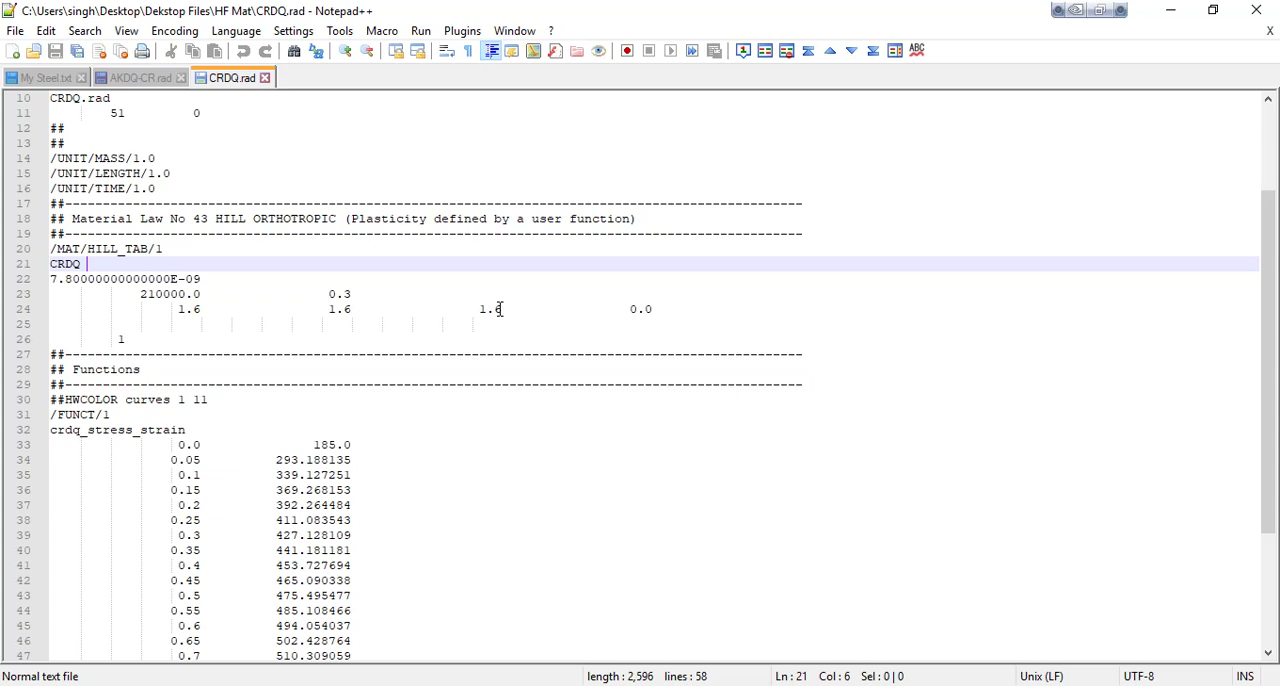 C:\Users\singh\Desktop\Dekstop Files\HF Mat\CRDQ.rad - Notepad++
File Edit Search View Encoding Language Settings Tools Macro Run Plugins Window ? X
My Steel.txt AKDQ-CR.rad CRDQ.rad
10 CRDQ.rad
11 51 0
12 ##
13 ##
14 /UNIT/MASS/1.0
15 /UNIT/LENGTH/1.0
16 /UNIT/TIME/1.0
17 ##--------------------------------------------------------------------------------------------------
18 ## Material Law No 43 HILL ORTHOTROPIC (Plasticity defined by a user function)
19 ##--------------------------------------------------------------------------------------------------
20 /MAT/HILL_TAB/1
21 CRDQ
22 7.80000000000000E-09
23 210000.0 0.3
24 1.6 1.6 1.6 0.0
25
26 1
27 ##--------------------------------------------------------------------------------------------------
28 ## Functions
29 ##--------------------------------------------------------------------------------------------------
30 ##HWCOLOR curves 1 11
31 /FUNCT/1
32 crdq_stress_strain
33 0.0 185.0
34 0.05 293.188135
35 0.1 339.127251
36 0.15 369.268153
37 0.2 392.264484
38 0.25 411.083543
39 0.3 427.128109
40 0.35 441.181181
41 0.4 453.727694
42 0.45 465.090338
43 0.5 475.495477
44 0.55 485.108466
45 0.6 494.054037
46 0.65 502.428764
47 0.7 510.309059
Normal text file length : 2,596 lines : 58 Ln : 21 Col : 6 Sel : 0 | 0 Unix (LF) UTF-8 INS